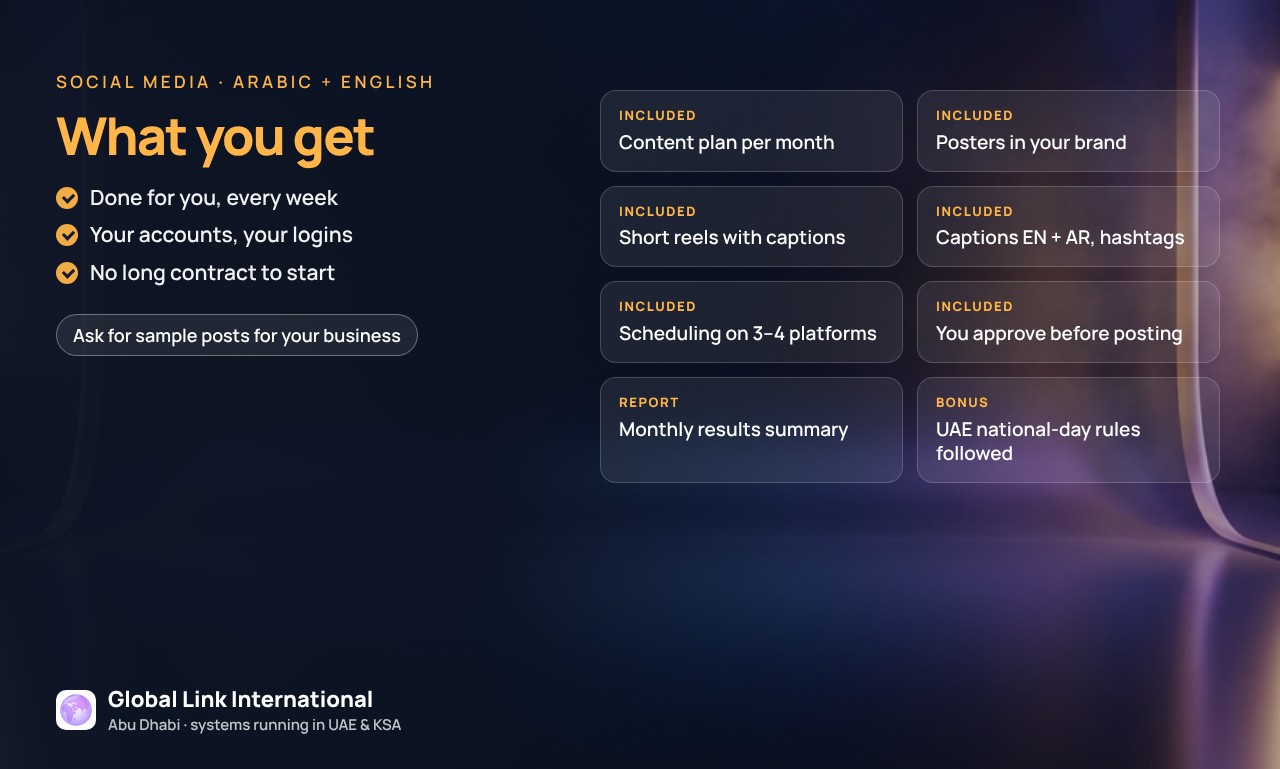 SOCIAL MEDIA · ARABIC + ENGLISH
What you get
Done for you, every week
Your accounts, your logins
No long contract to start
Ask for sample posts for your business
INCLUDED
Content plan per month
INCLUDED
Posters in your brand
INCLUDED
Short reels with captions
INCLUDED
Captions EN + AR, hashtags
INCLUDED
Scheduling on 3–4 platforms
INCLUDED
You approve before posting
REPORT
Monthly results summary
BONUS
UAE national-day rules
followed
Global Link International
Abu Dhabi · systems running in UAE & KSA